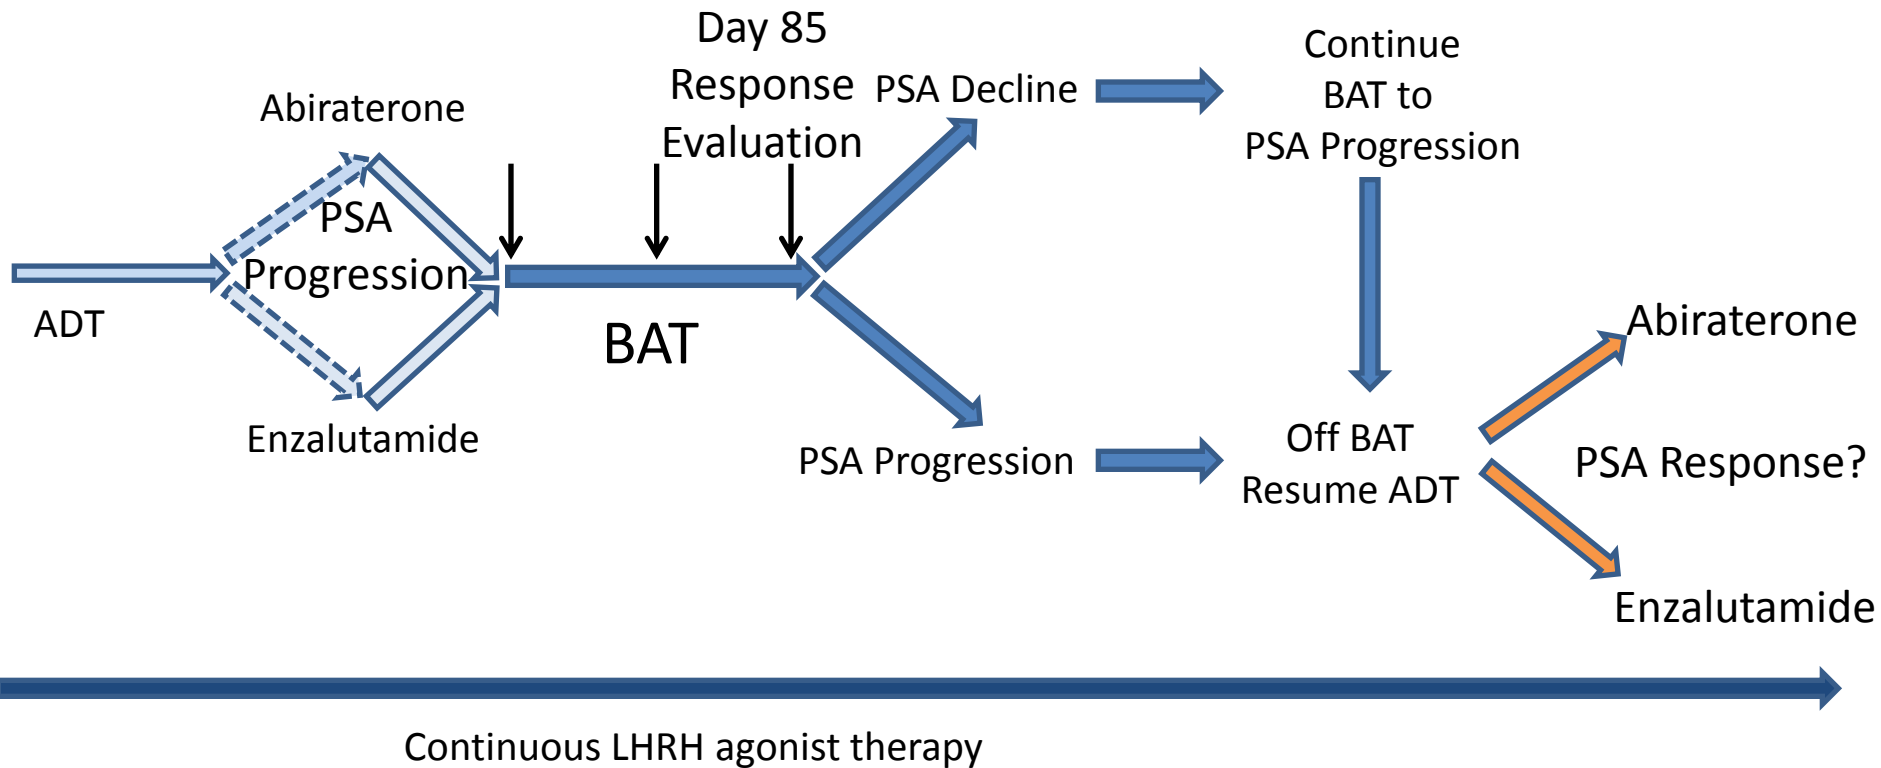 ADT
Abiraterone
PSA
Progression
Enzalutamide
BAT
Day 85
Response
Evaluation
PSA Decline
Continue
BAT to
PSA Progression
PSA Progression
Off BAT
Resume ADT
Abiraterone
PSA Response?
Enzalutamide
Continuous LHRH agonist therapy